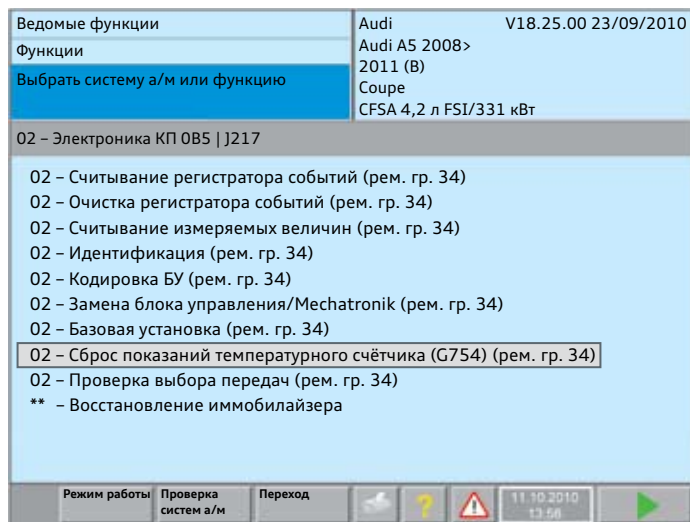 Ведомые функции
Функции
Выбрать систему а/м или функцию
Audi V18.25.00 23/09/2010
Audi A5 2008>
2011 (B)
Coupe
CFSA 4,2 л FSI/331 кВт
02 – Электроника КП 0B5 | J217
02 – Считывание регистратора событий (рем. гр. 34)
02 – Очистка регистратора событий (рем. гр. 34)
02 – Считывание измеряемых величин (рем. гр. 34)
02 – Идентификация (рем. гр. 34)
02 – Кодировка БУ (рем. гр. 34)
02 – Замена блока управления/Mechatronik (рем. гр. 34)
02 – Базовая установка (рем. гр. 34)
02 – Сброс показаний температурного счётчика (G754) (рем. гр. 34)
02 – Проверка выбора передач (рем. гр. 34)
** – Восстановление иммобилайзера
Режим работы
Проверка
систем а/м
Переход
?
11.10.2010
13:56